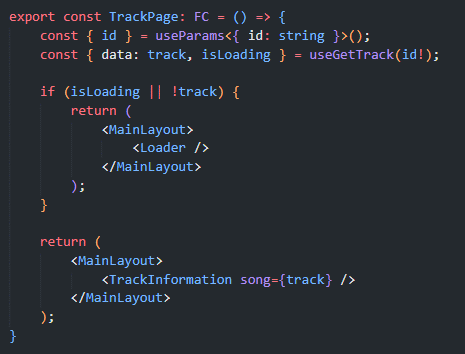 export const TrackPage: FC = () => {
    const { id } = useParams<{ id: string }>();
    const { data: track, isLoading } = useGetTrack(id!);

    if (isLoading || !track) {
        return (
            <MainLayout>
                <Loader />
            </MainLayout>
        );
    }

    return (
        <MainLayout>
            <TrackInformation song={track} />
        </MainLayout>
    );
}